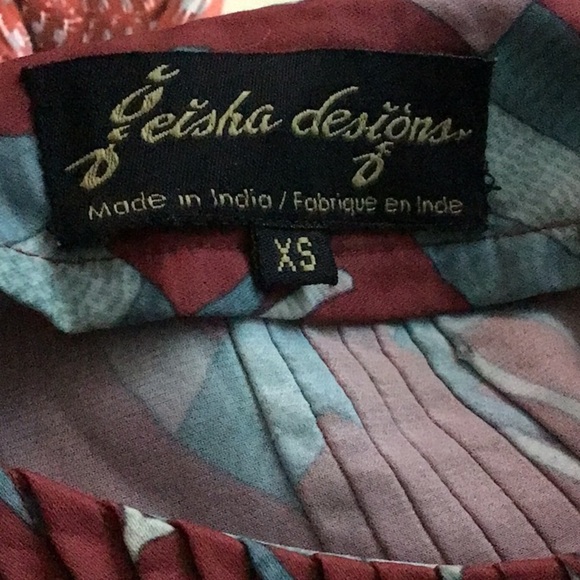 geisha designs
Made in India / Fabrique en Inde
XS